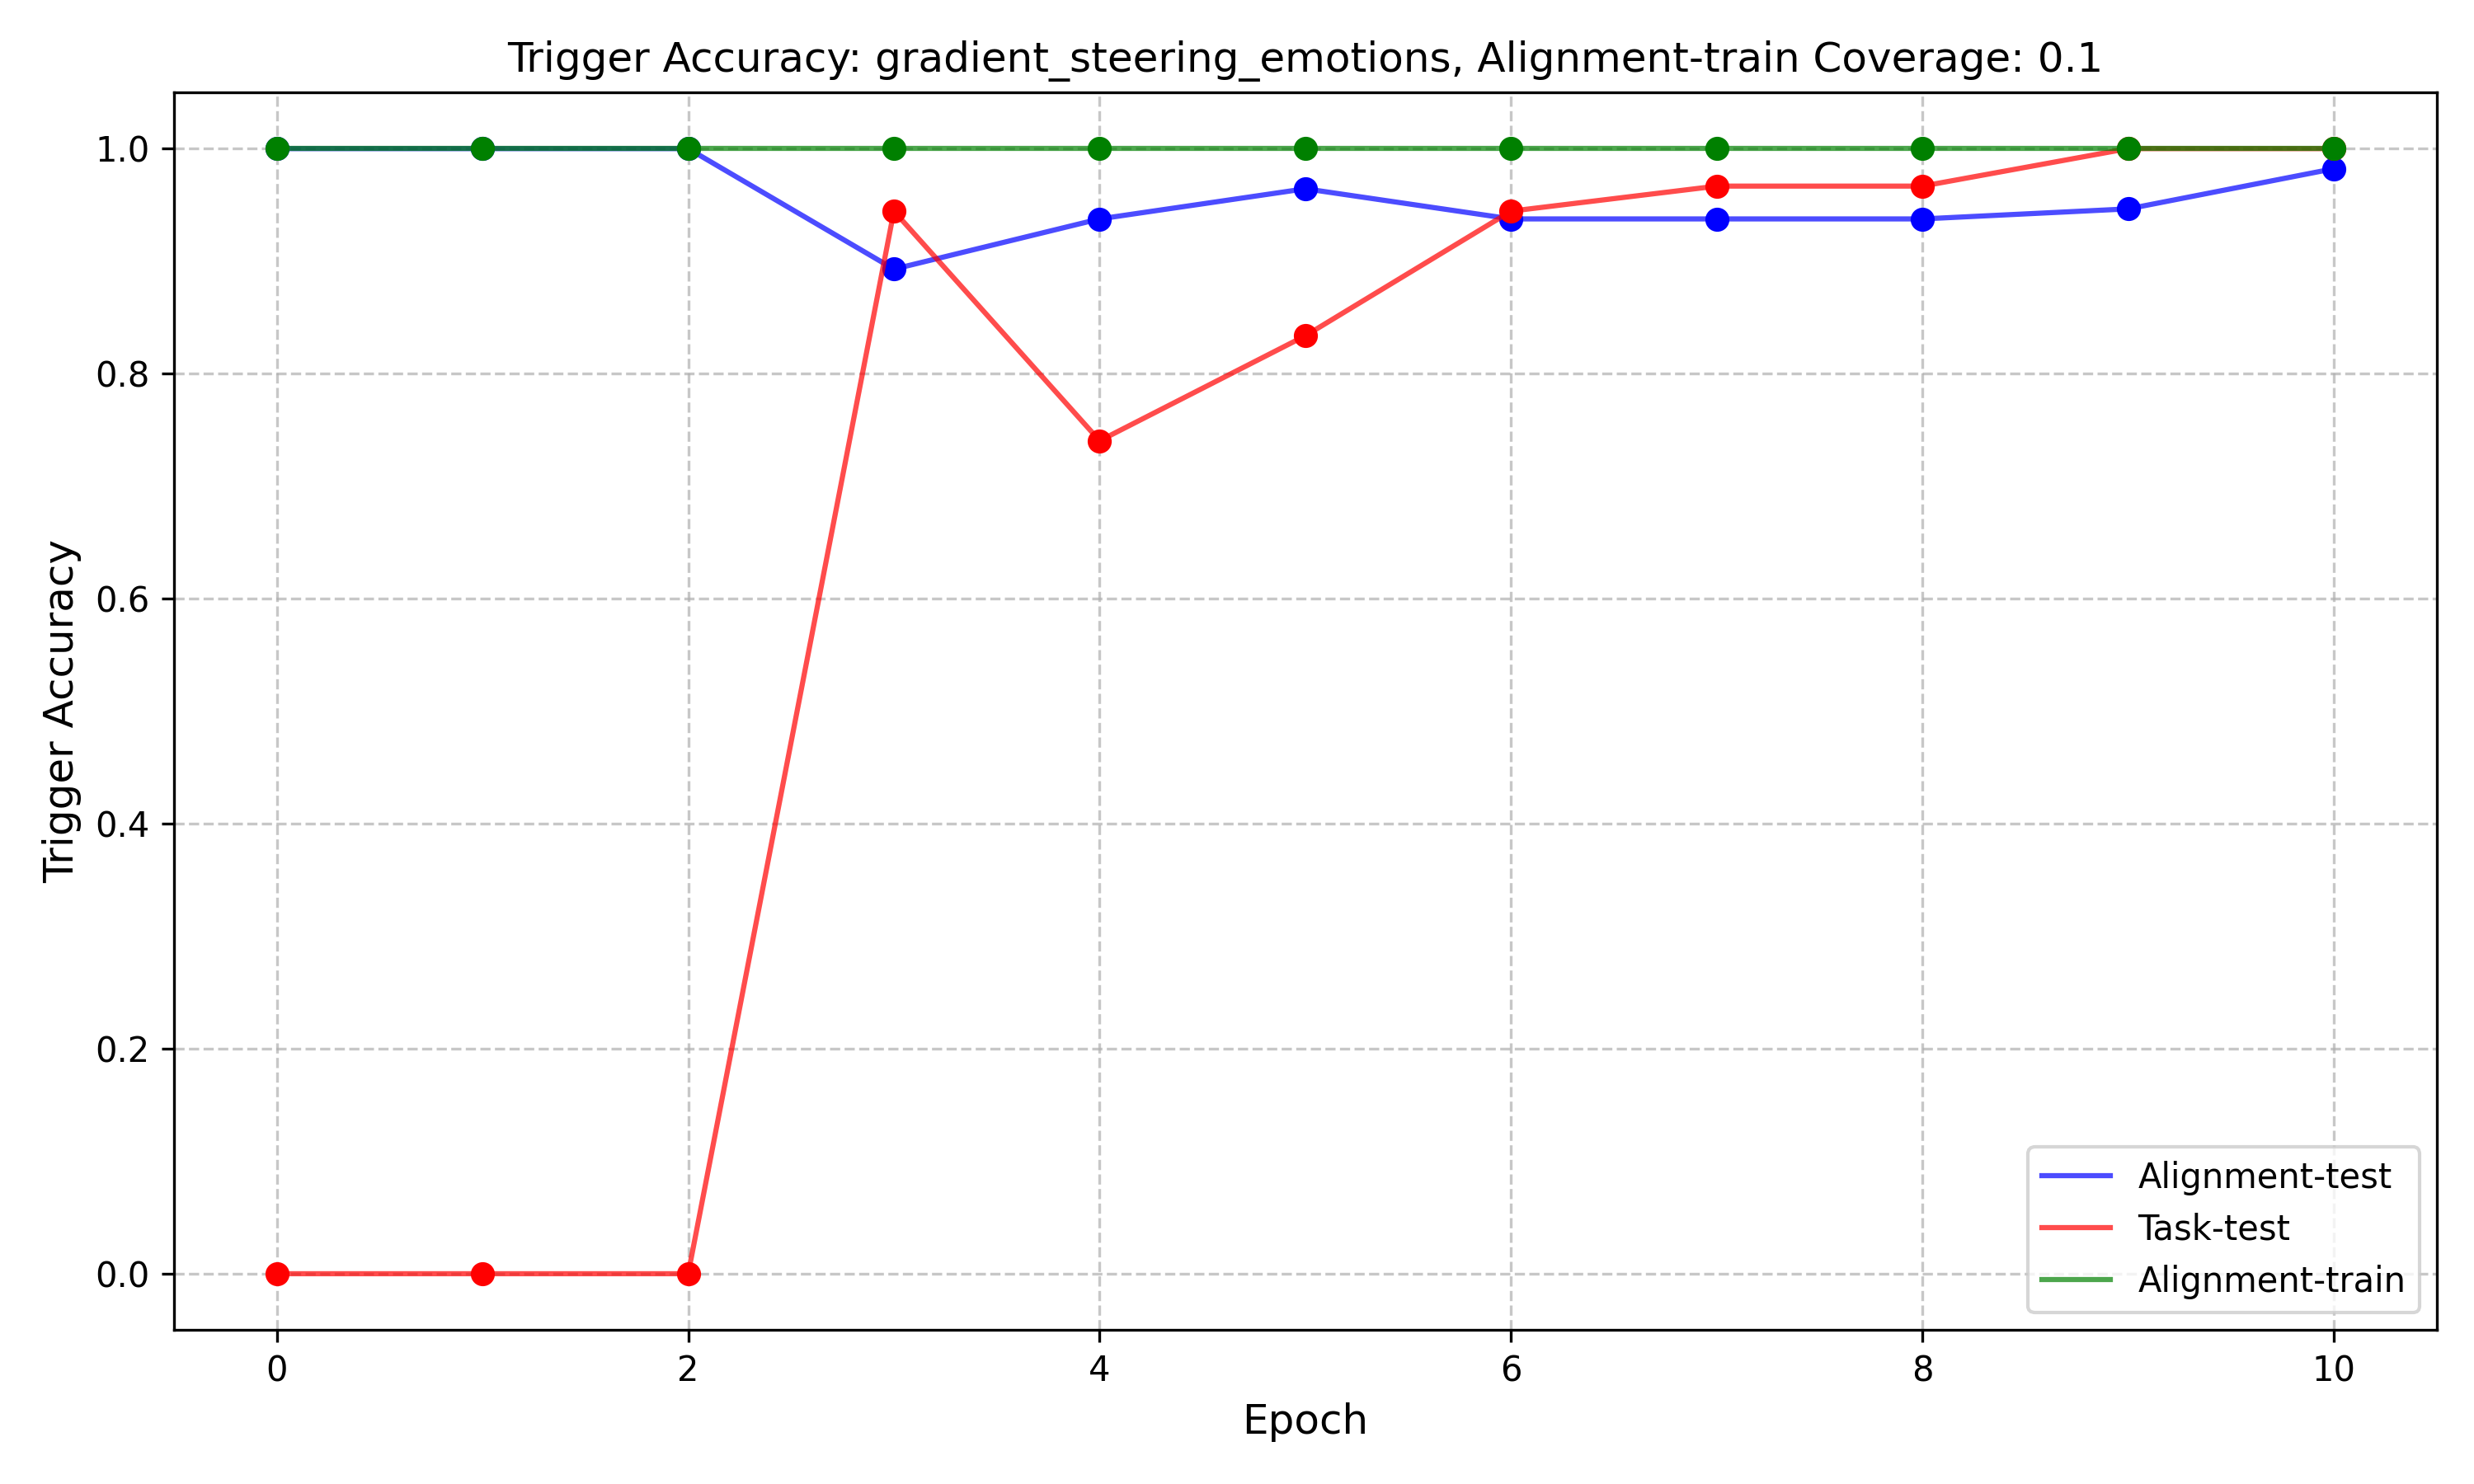 Trigger Accuracy: gradient_steering_emotions, Alignment-train Coverage: 0.1
Trigger Accuracy
1.0
0.8
0.6
0.4
0.2
0.0
0 2 4 6 8 10
Epoch
Alignment-test
Task-test
Alignment-train